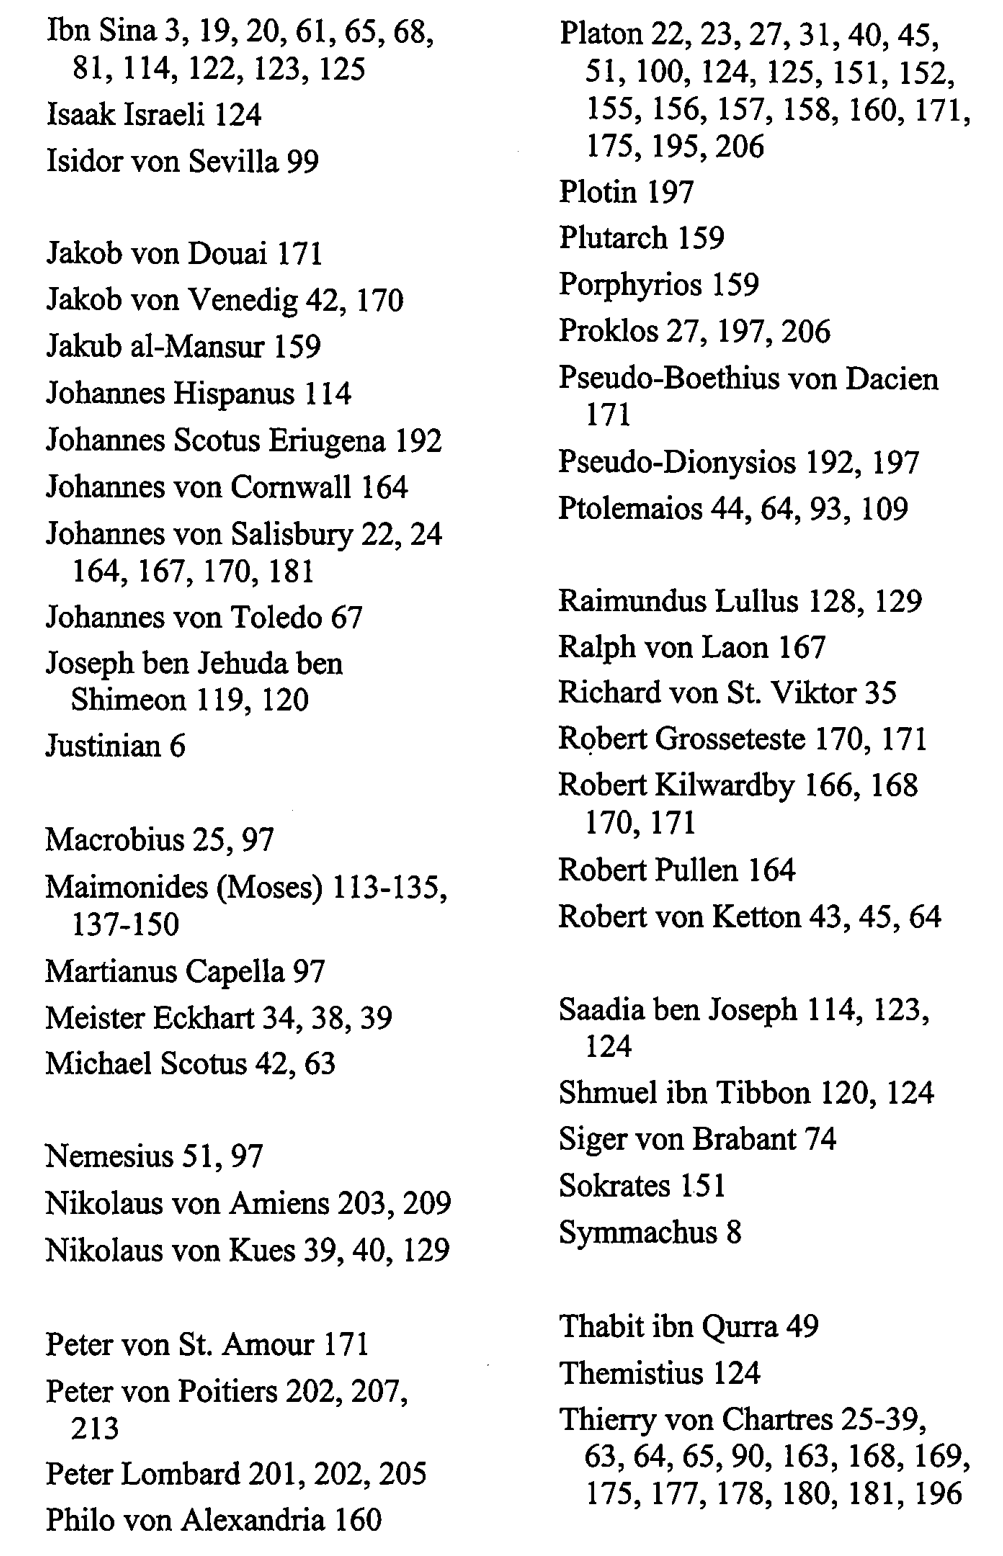 Ibn Sina 3, 19, 20, 61, 65, 68,
81, 114, 122, 123, 125
Isaak Israeli 124
Isidor von Sevilla 99
Jakob von Douai 171
Jakob von Venedig 42, 170
Jakub al-Mansur 159
Johannes Hispanus 114
Johannes Scotus Eriugena 192
Johannes von Cornwall 164
Johannes von Salisbury 22, 24
164, 167, 170, 181
Johannes von Toledo 67
Joseph ben Jehuda ben
Shimeon 119, 120
Justinian 6
Macrobius 25, 97
Maimonides (Moses) 113-135,
137-150
Martianus Capella 97
Meister Eckhart 34, 38, 39
Michael Scotus 42, 63
Nemesius 51, 97
Nikolaus von Amiens 203, 209
Nikolaus von Kues 39, 40, 129
Peter von St. Amour 171
Peter von Poitiers 202, 207,
213
Peter Lombard 201, 202, 205
Philo von Alexandria 160
Platon 22, 23, 27, 31, 40, 45,
51, 100, 124, 125, 151, 152,
155, 156, 157, 158, 160, 171,
175, 195, 206
Plotin 197
Plutarch 159
Porphyrios 159
Proklos 27, 197, 206
Pseudo-Boethius von Dacien
171
Pseudo-Dionysios 192, 197
Ptolemaios 44, 64, 93, 109
Raimundus Lullus 128, 129
Ralph von Laon 167
Richard von St. Viktor 35
Robert Grosseteste 170, 171
Robert Kilwardby 166, 168
170, 171
Robert Pullen 164
Robert von Ketton 43, 45, 64
Saadia ben Joseph 114, 123,
124
Shmuel ibn Tibbon 120, 124
Siger von Brabant 74
Sokrates 151
Symmachus 8
Thabit ibn Qurra 49
Themistius 124
Thierry von Chartres 25-39,
63, 64, 65, 90, 163, 168, 169,
175, 177, 178, 180, 181, 196